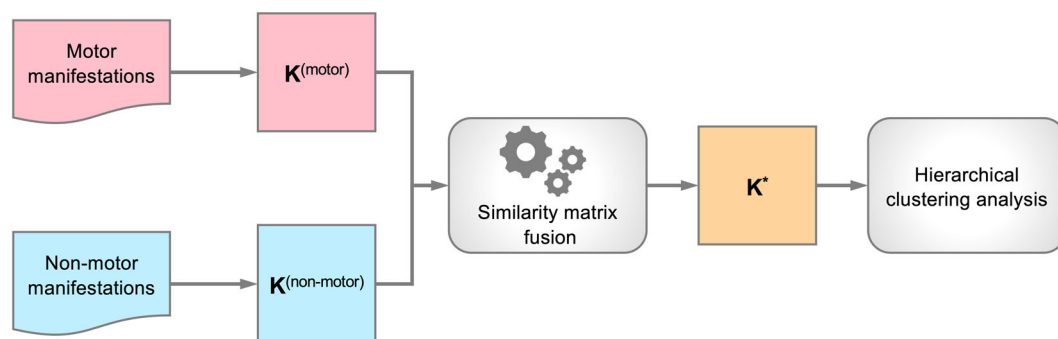 Motor
manifestations
K(motor)
Non-motor
manifestations
K(non-motor)
Similarity matrix
fusion
K*
Hierarchical
clustering analysis